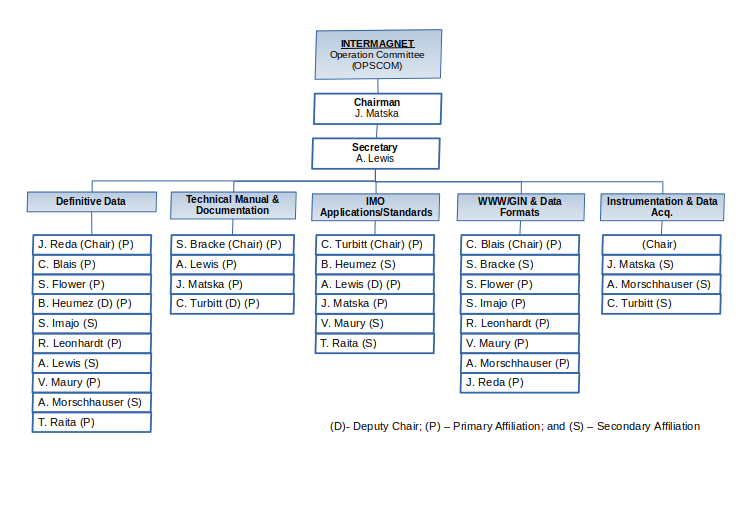 INTERMAGNET
Operation Committee
(OPSCOM)
Chairman
J. Matska
Secretary
A. Lewis
Definitive Data
J. Reda (Chair) (P)
C. Blais (P)
S. Flower (P)
B. Heumez (D) (P)
S. Imajo (S)
R. Leonhardt (P)
A. Lewis (S)
V. Maury (P)
A. Morschhauser (S)
T. Raita (P)
Technical Manual &
Documentation
S. Bracke (Chair) (P)
A. Lewis (P)
J. Matska (P)
C. Turbitt (D) (P)
IMO
Applications/Standards
C. Turbitt (Chair) (P)
B. Heumez (S)
A. Lewis (D) (P)
J. Matska (P)
V. Maury (S)
T. Raita (S)
WWW/GIN & Data
Formats
C. Blais (Chair) (P)
S. Bracke (S)
S. Flower (P)
S. Imajo (P)
R. Leonhardt (P)
V. Maury (P)
A. Morschhauser (P)
J. Reda (P)
Instrumentation & Data
Acq.
(Chair)
J. Matska (S)
A. Morschhauser (S)
C. Turbitt (S)
(D)- Deputy Chair; (P) – Primary Affiliation; and (S) – Secondary Affiliation